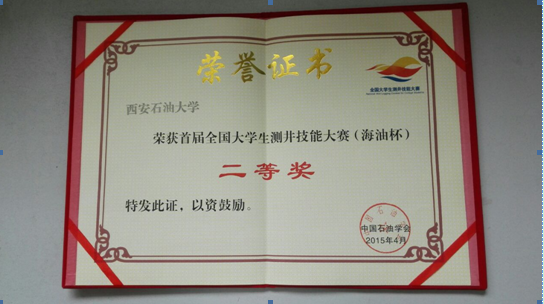 荣誉证书
全国大学生测井技能大赛
西安石油大学
荣获首届全国大学生测井技能大赛（海油杯）
二等奖
特发此证，以资鼓励。
中国石油学会
2015年4月